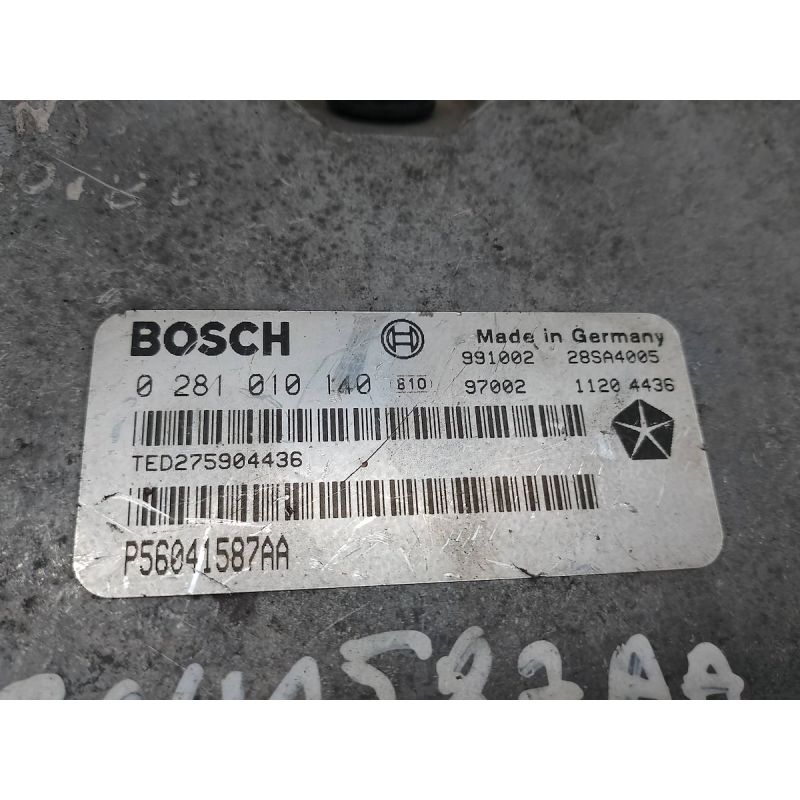 BOSCH
Made in Germany
991002 28SA4005
0 281 010 140 810 97002 1120 4436
TED275904436
P56041587AA